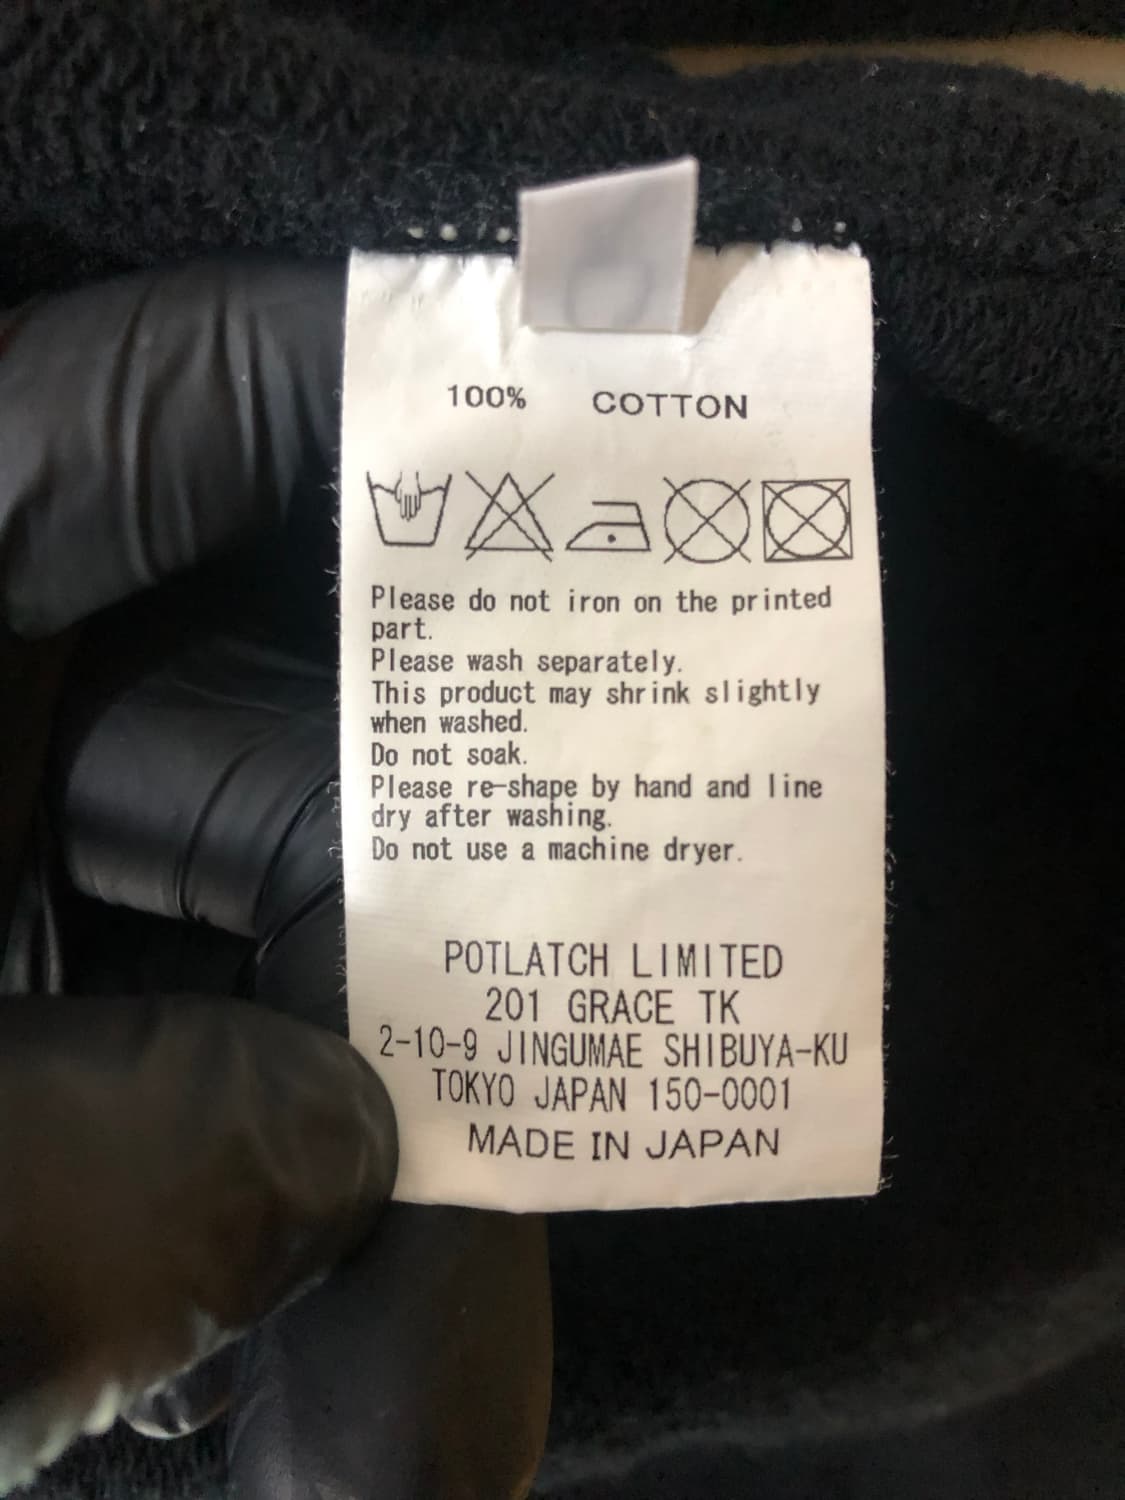 100% COTTON
Please do not iron on the printed
part.
Please wash separately.
This product may shrink slightly
when washed.
Do not soak.
Please re-shape by hand and line
dry after washing.
Do not use a machine dryer.
POTLATCH LIMITED
201 GRACE TK
2-10-9 JINGUMAE SHIBUYA-KU
TOKYO JAPAN 150-0001
MADE IN JAPAN